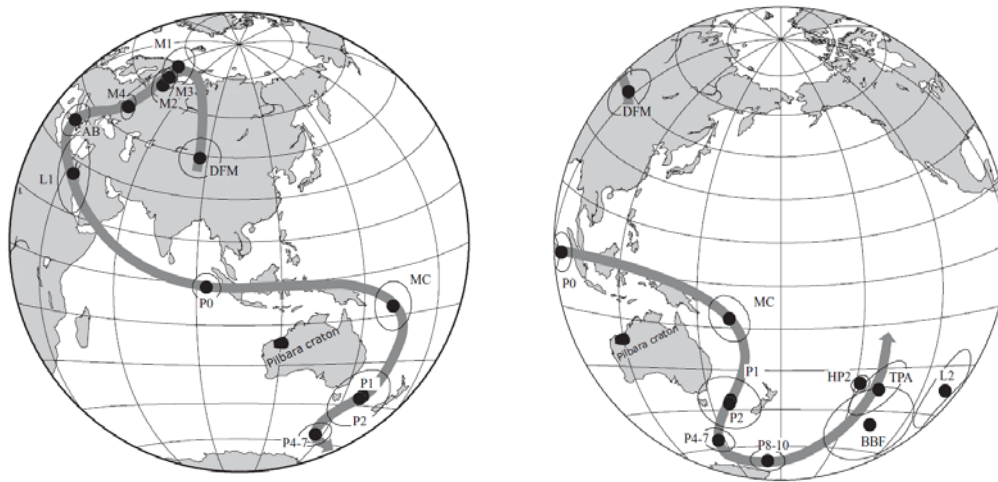 M1
M3
M4
M2
AB
DFM
L1
P0
MC
Pilbara craton
P1
P2
P4-7
DFM
P0
MC
Pilbara craton
P1
P2
HP2
TPA
L2
P4-7
P8-10
BBF